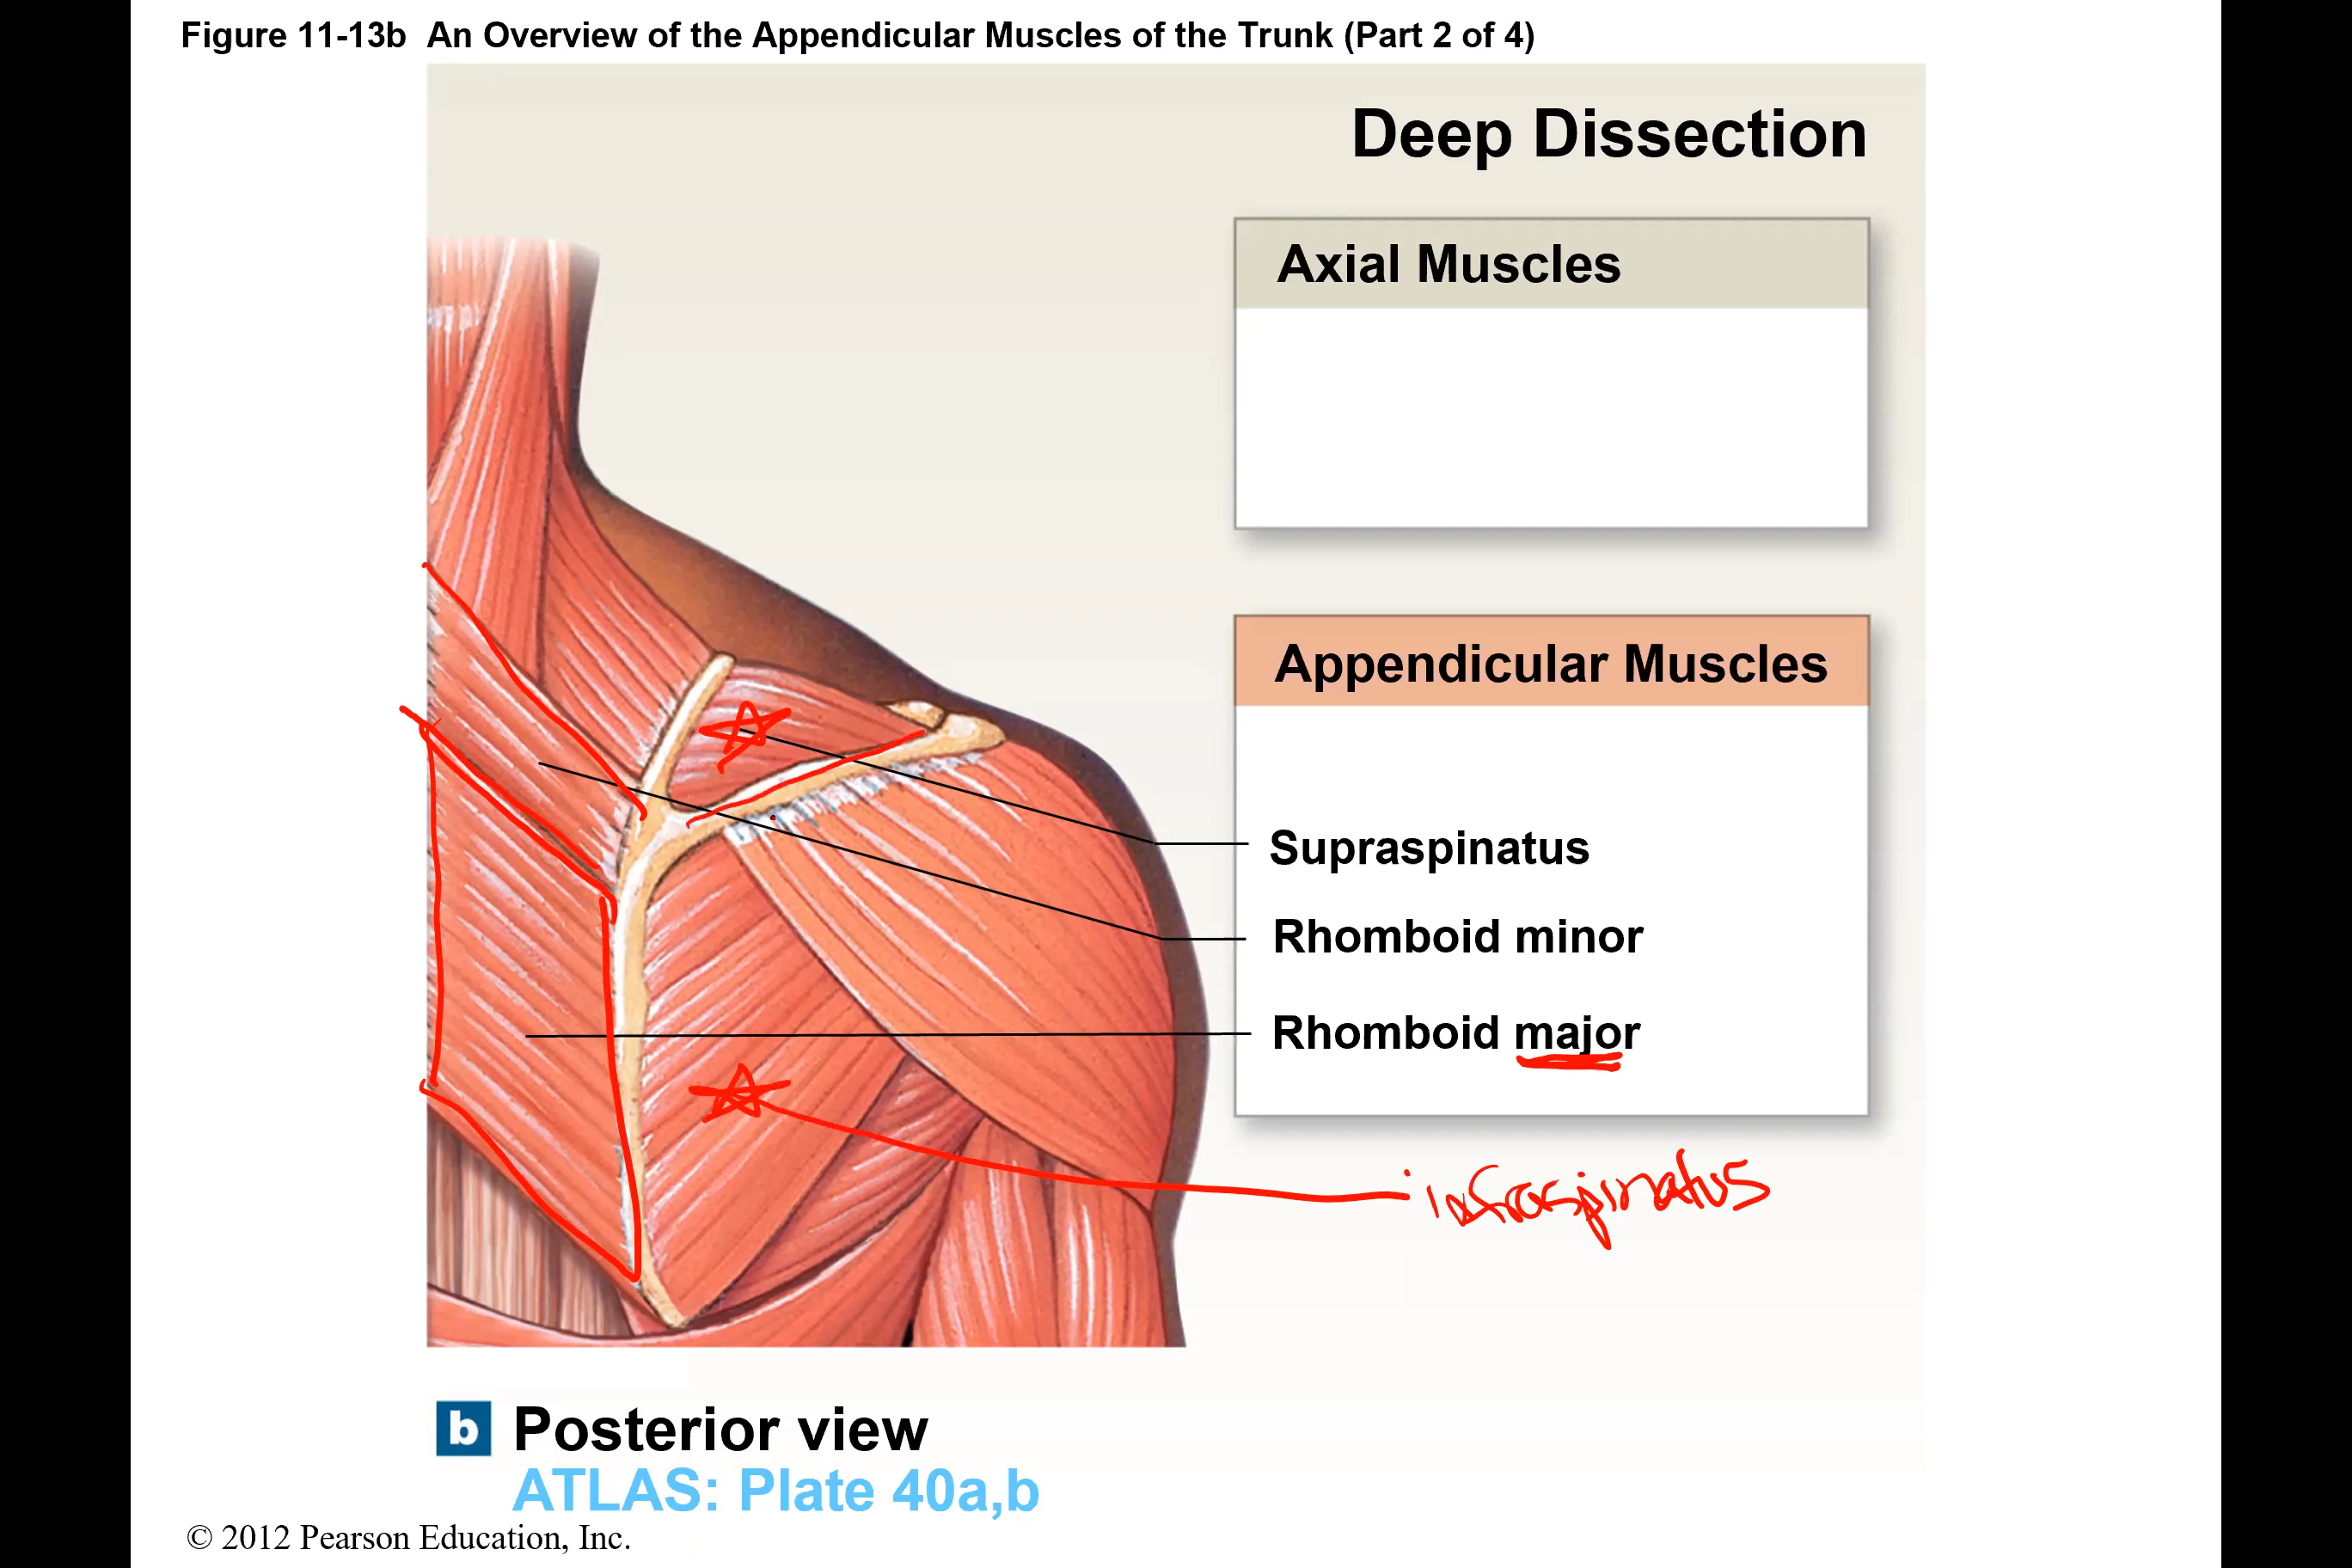 Figure 11-13b An Overview of the Appendicular Muscles of the Trunk (Part 2 of 4)
Deep Dissection
Axial Muscles
Appendicular Muscles
Supraspinatus
Rhomboid minor
Rhomboid major
infraspinatus
b Posterior view
ATLAS: Plate 40a,b
© 2012 Pearson Education, Inc.